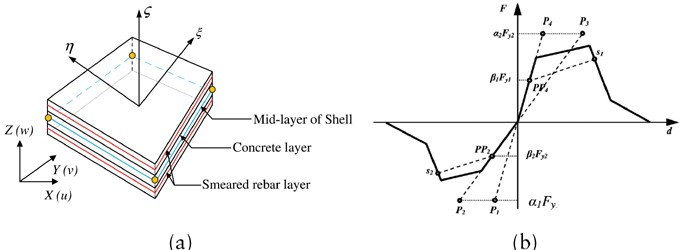 ζ
ξ
η
Mid-layer of Shell
Concrete layer
Smeared rebar layer
Z (w)
Y (v)
X (u)
(a)
F
P4
P3
α2Fy2
s1
β1Fy1
PP4
d
PP2
β2Fy2
s2
P2
P1
α1Fy
(b)